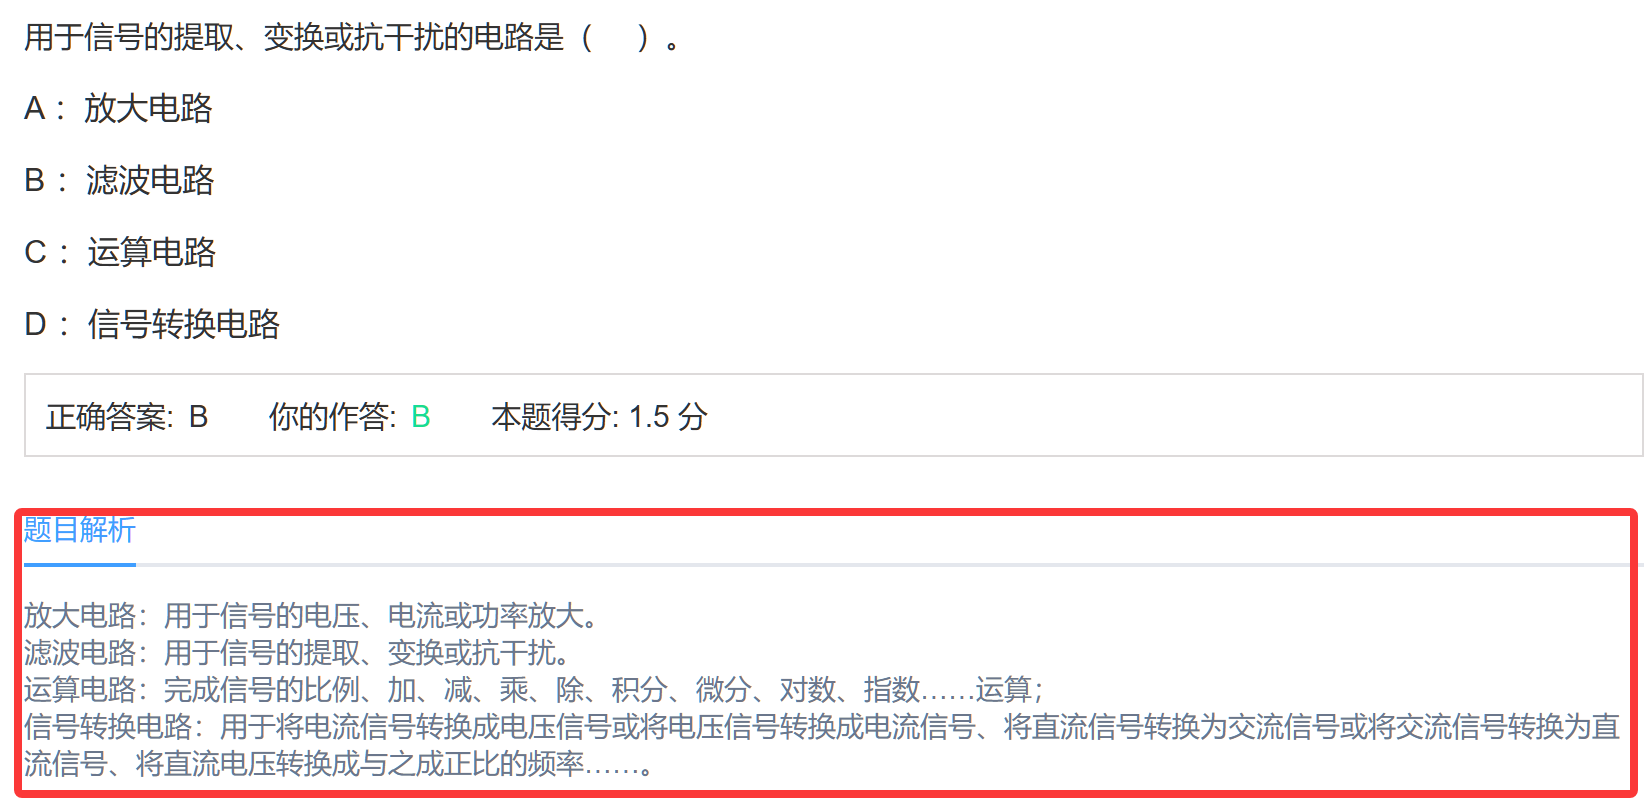 用于信号的提取、变换或抗干扰的电路是（　）。
A： 放大电路
B： 滤波电路
C： 运算电路
D： 信号转换电路
正确答案: B 你的作答: B 本题得分: 1.5 分
题目解析
放大电路：用于信号的电压、电流或功率放大。
滤波电路：用于信号的提取、变换或抗干扰。
运算电路：完成信号的比例、加、减、乘、除、积分、微分、对数、指数……运算；
信号转换电路：用于将电流信号转换成电压信号或将电压信号转换成电流信号、将直流信号转换为交流信号或将交流信号转换为直
流信号、将直流电压转换成与之成正比的频率……。